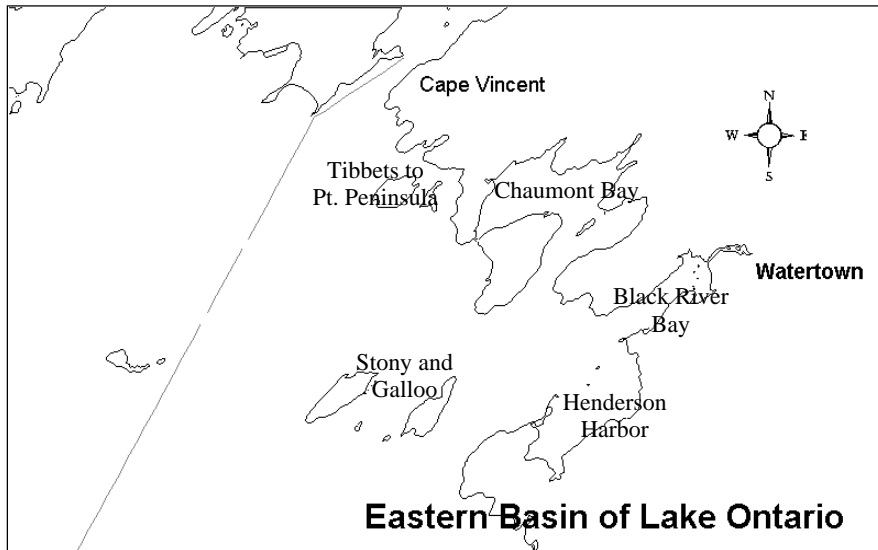 Cape Vincent
N
W
E
S
Tibbets to
Pt. Peninsula
Chaumont Bay
Watertown
Black River
Bay
Stony and
Galloo
Henderson
Harbor
Eastern Basin of Lake Ontario